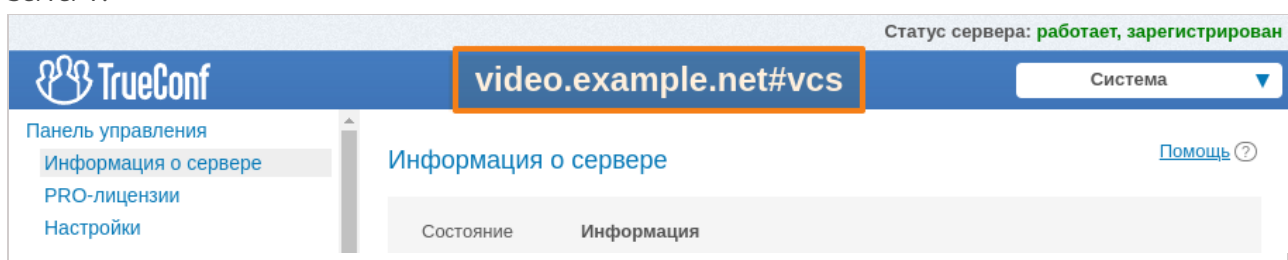 Статус сервера: работает, зарегистрирован
TrueConf
video.example.net#vcs
Система
Панель управления
Информация о сервере
PRO-лицензии
Настройки
Информация о сервере
Помощь ?
Состояние Информация